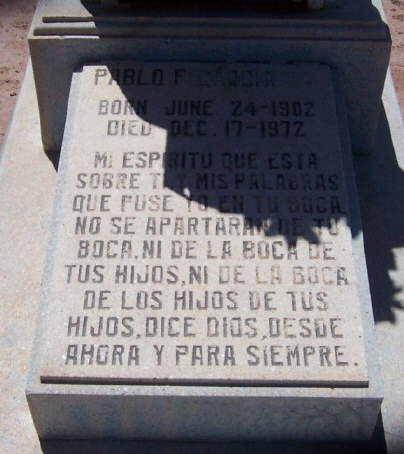 PABLO F. GARCIA
BORN JUNE 24-1902
DIED DEC. 17-1972
MI ESPIRITU QUE ESTA
SOBRE TI,Y MIS PALABRAS
QUE PUSE YO EN TU BOCA
NO SE APARTARAN DE TU
BOCA,NI DE LA BOCA DE
TUS HIJOS,NI DE LA BOCA
DE LOS HIJOS DE TUS
HIJOS,DICE DIOS,DESDE
AHORA Y PARA SIEMPRE.